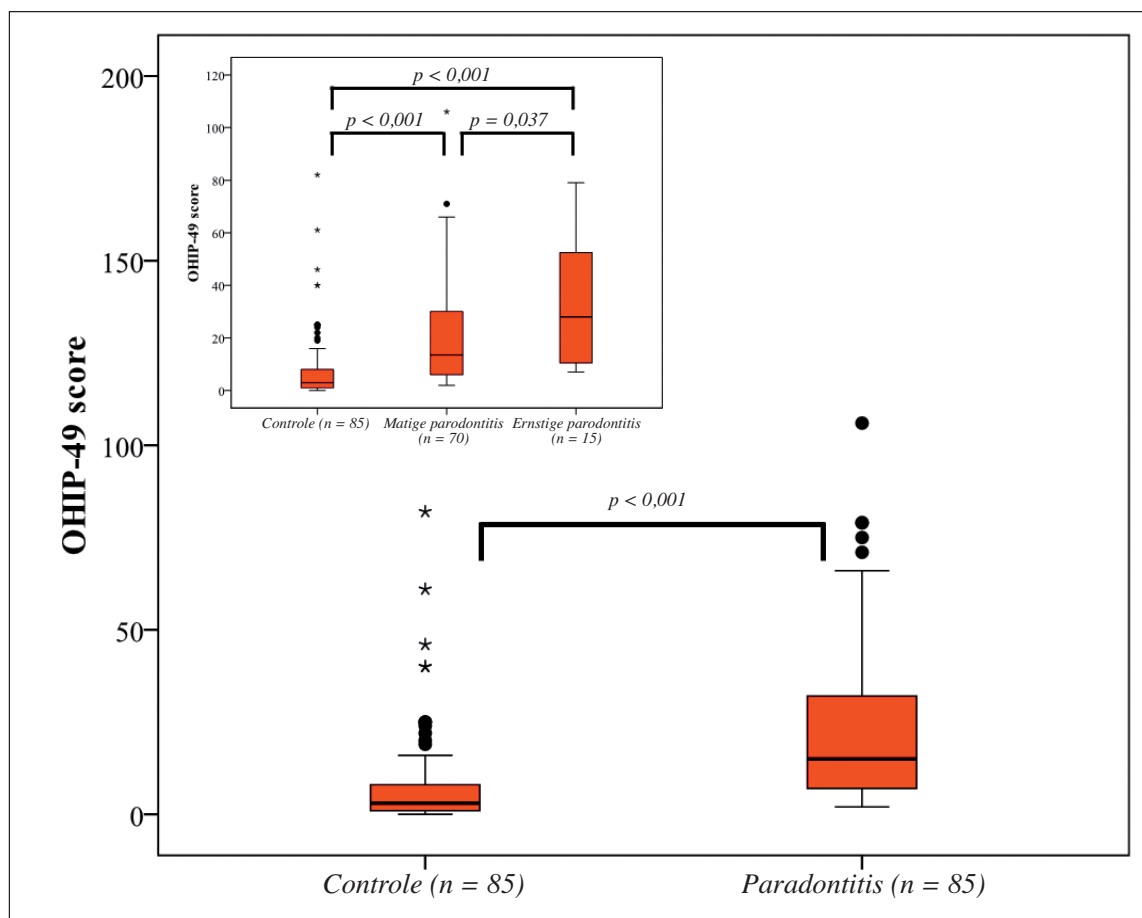 200
150
100
50
0
OHIP-49 score
120
100
80
60
40
20
0
OHIP-49 score
p < 0,001
p < 0,001
p = 0,037
Controle (n = 85)
Matige parodontitis
(n = 70)
Ernstige parodontitis
(n = 15)
p < 0,001
Controle (n = 85)
Paradontitis (n = 85)